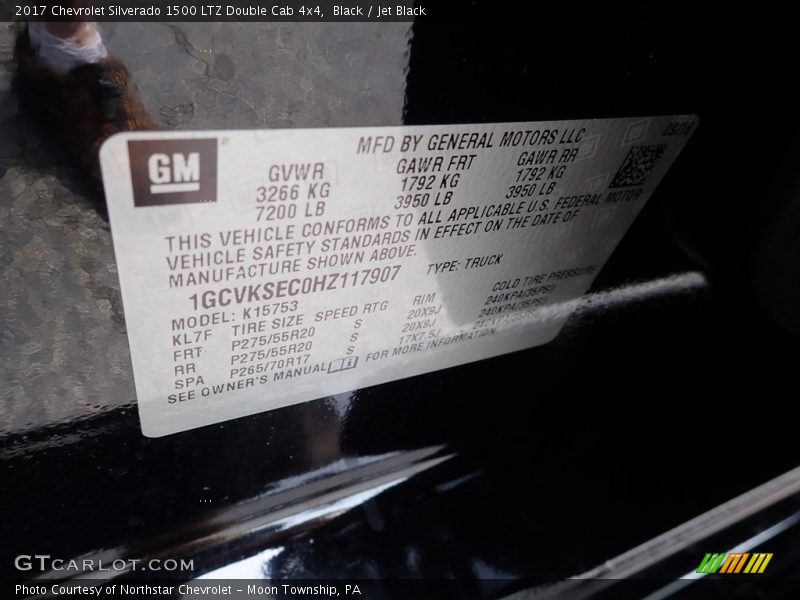 2017 Chevrolet Silverado 1500 LTZ Double Cab 4x4, Black / Jet Black
MFD BY GENERAL MOTORS LLC 09/16
GM
GVWR GAWR FRT GAWR RR
3266 KG 1792 KG 1792 KG
7200 LB 3950 LB 3950 LB
THIS VEHICLE CONFORMS TO ALL APPLICABLE U.S. FEDERAL MOTOR
VEHICLE SAFETY STANDARDS IN EFFECT ON THE DATE OF
MANUFACTURE SHOWN ABOVE.
1GCVKSEC0HZ117907 TYPE: TRUCK
MODEL: K15753
KL7F TIRE SIZE SPEED RTG RIM COLD TIRE PRESSURE
FRT P275/55R20 S 20X9J 240KPA(35PSI)
RR P275/55R20 S 20X9J 240KPA(35PSI)
SPA P265/70R17 S 17X7.5J 240KPA(35PSI)
SEE OWNER'S MANUAL FOR MORE INFORMATION.
GTCARLOT.COM
Photo Courtesy of Northstar Chevrolet - Moon Township, PA